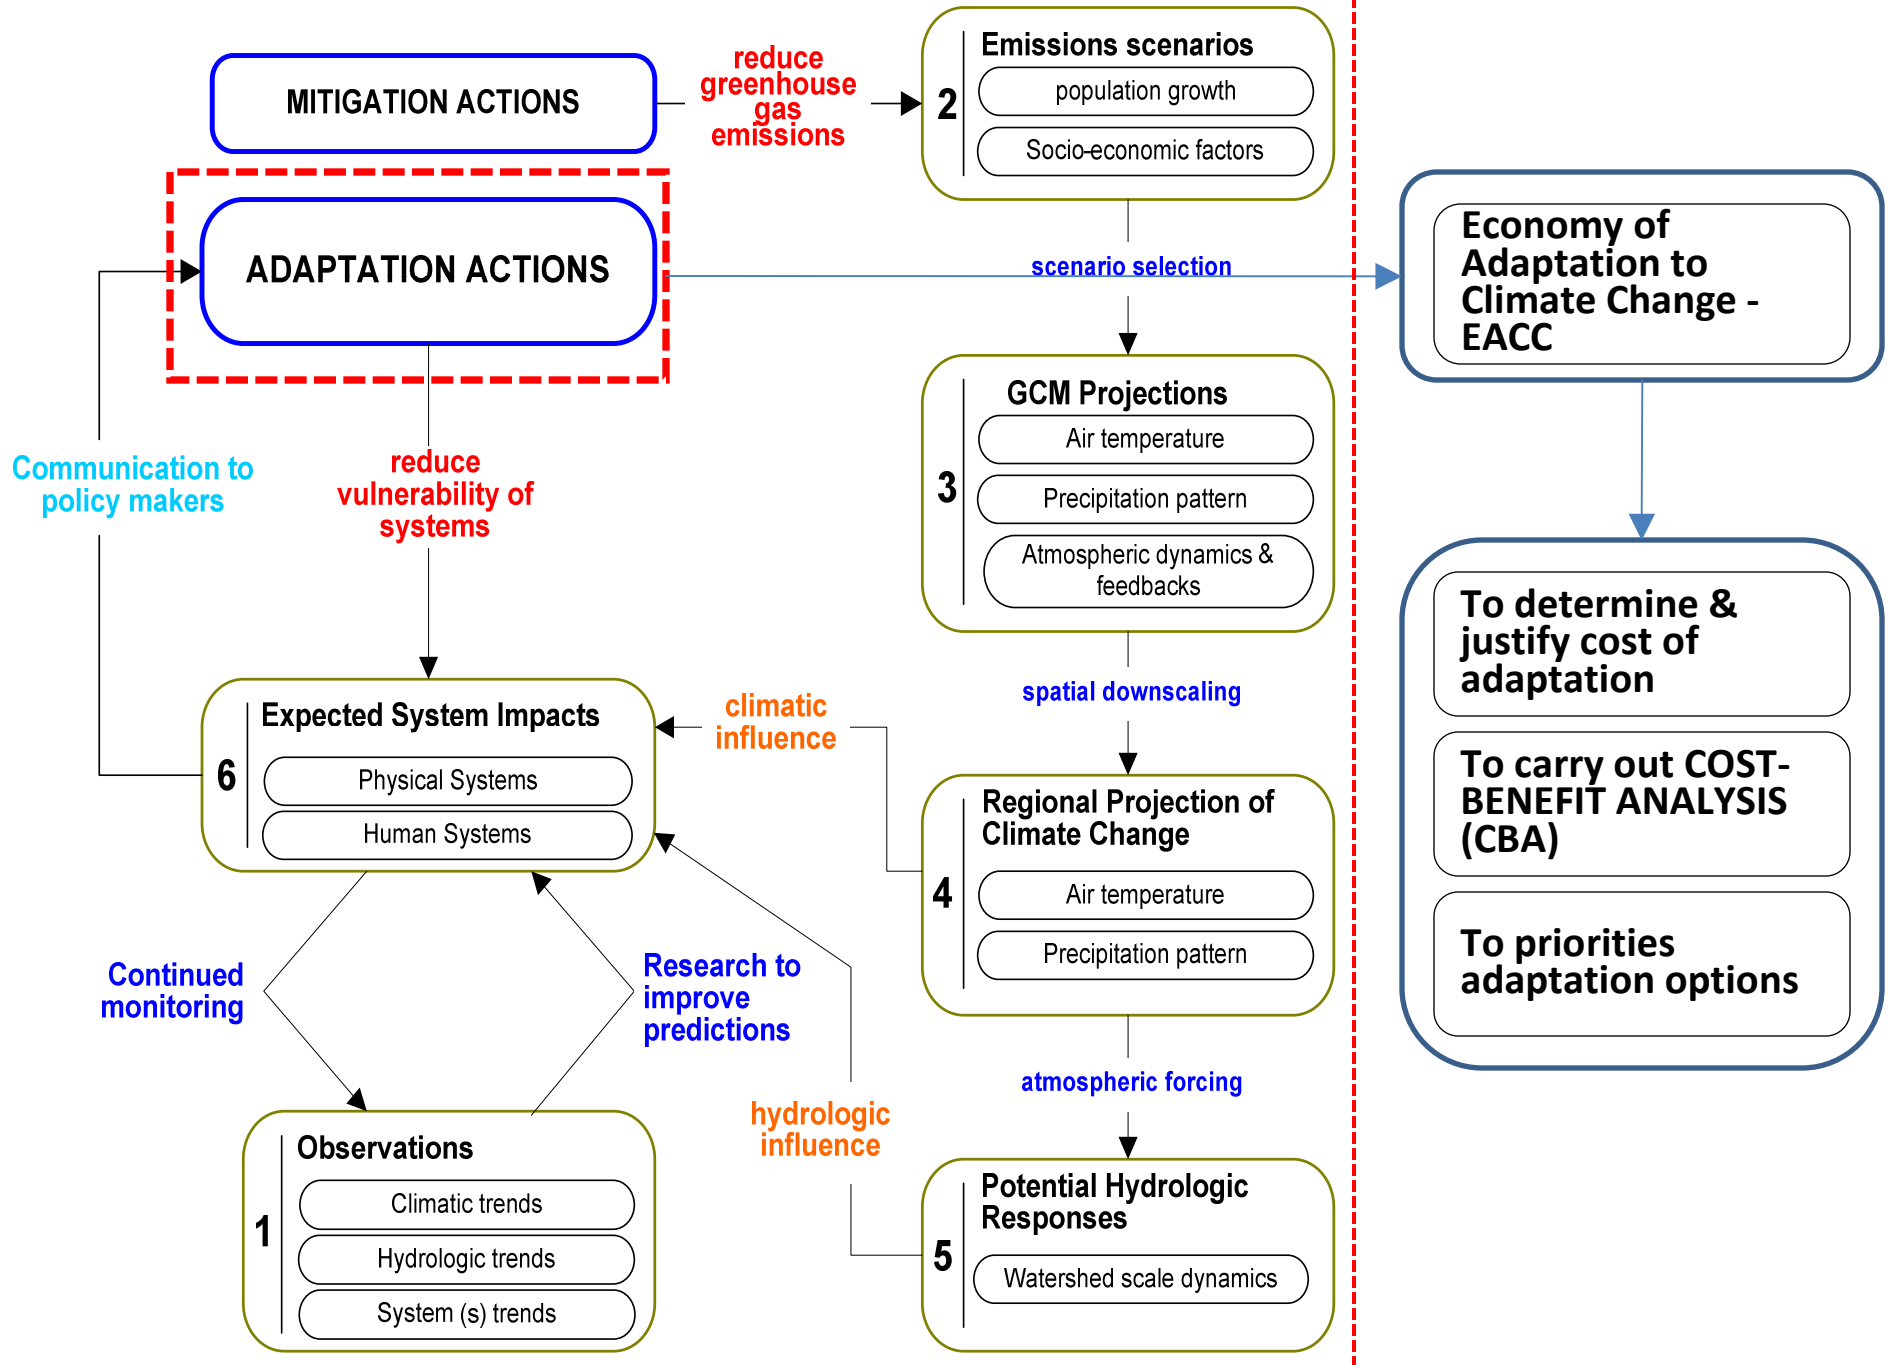 MITIGATION ACTIONS
reduce
greenhouse
gas
emissions
2
Emissions scenarios
population growth
Socio-economic factors
ADAPTATION ACTIONS
scenario selection
Economy of
Adaptation to
Climate Change -
EACC
Communication to
policy makers
reduce
vulnerability of
systems
3
GCM Projections
Air temperature
Precipitation pattern
Atmospheric dynamics &
feedbacks
spatial downscaling
To determine &
justify cost of
adaptation
To carry out COST-
BENEFIT ANALYSIS
(CBA)
To priorities
adaptation options
6
Expected System Impacts
Physical Systems
Human Systems
climatic
influence
4
Regional Projection of
Climate Change
Air temperature
Precipitation pattern
Continued
monitoring
Research to
improve
predictions
atmospheric forcing
hydrologic
influence
1
Observations
Climatic trends
Hydrologic trends
System (s) trends
5
Potential Hydrologic
Responses
Watershed scale dynamics